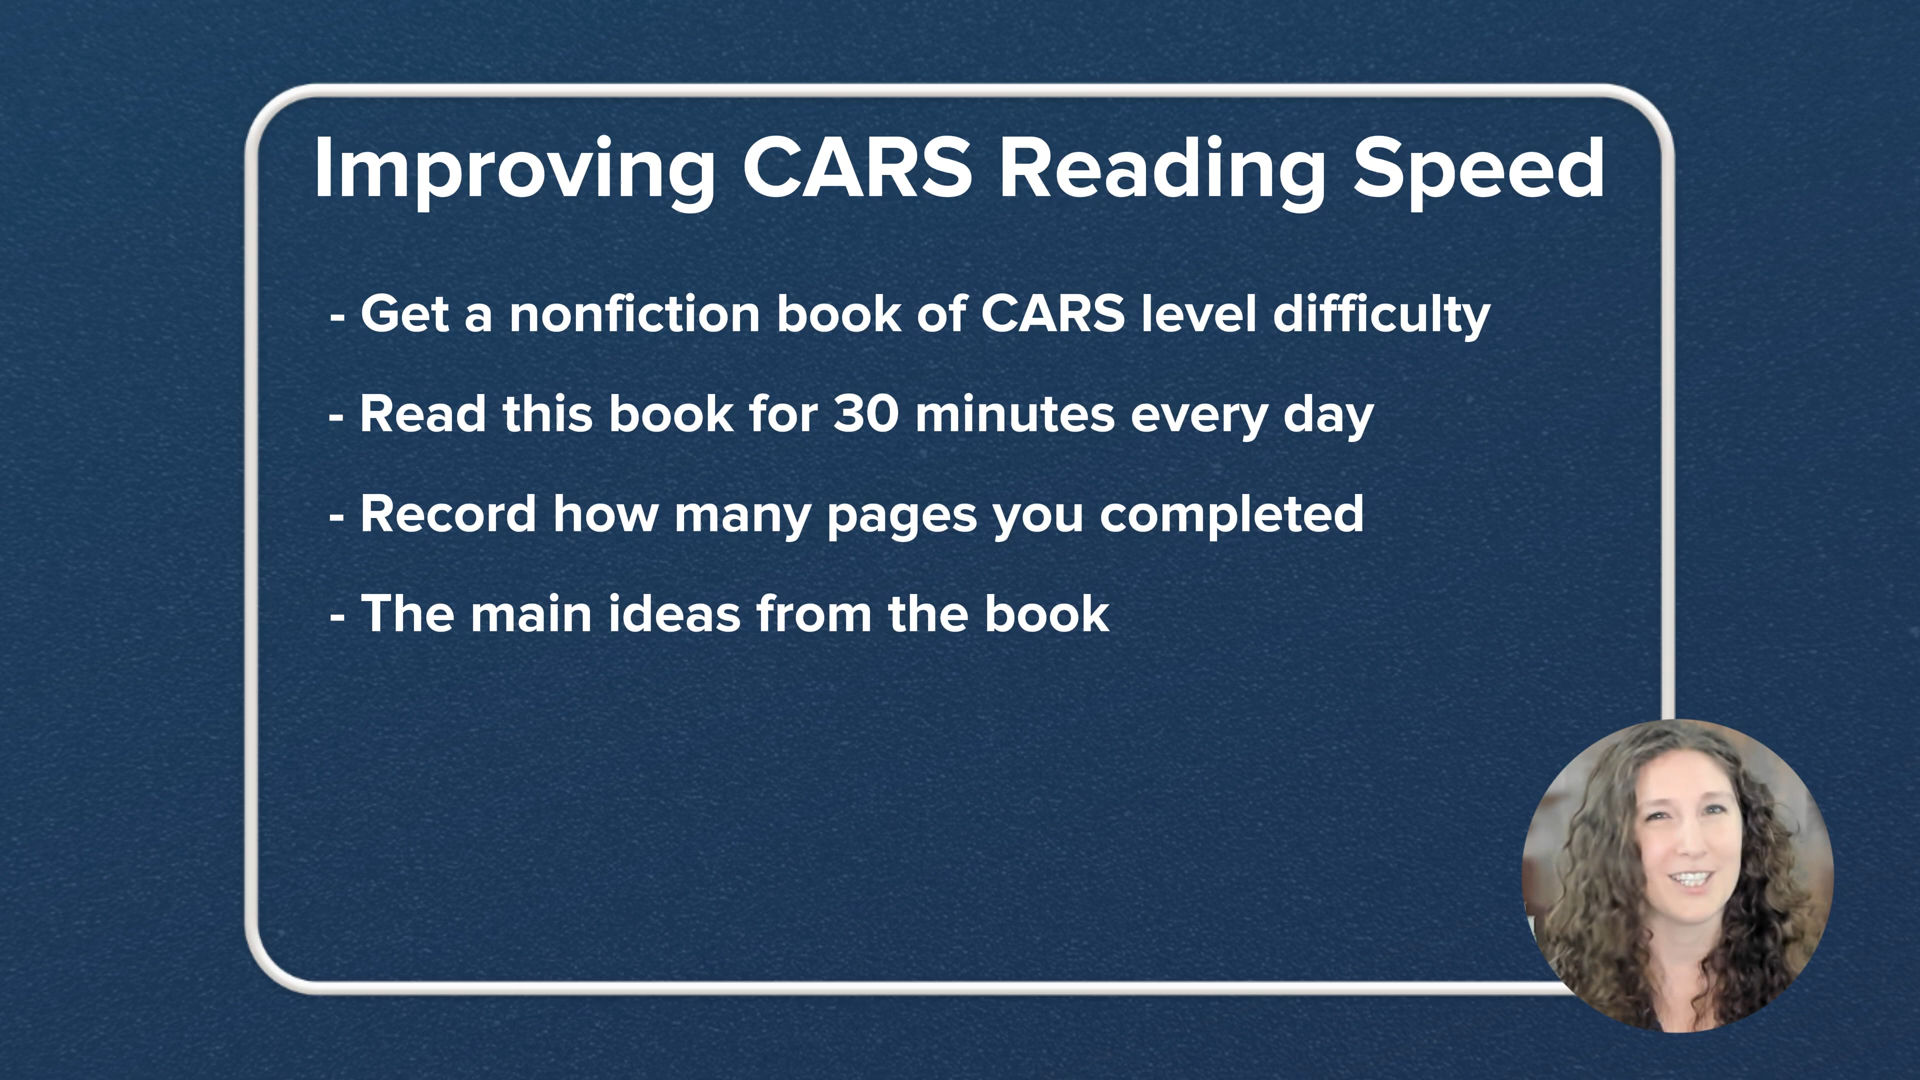 Improving CARS Reading Speed
- Get a nonfiction book of CARS level difficulty
- Read this book for 30 minutes every day
- Record how many pages you completed
- The main ideas from the book